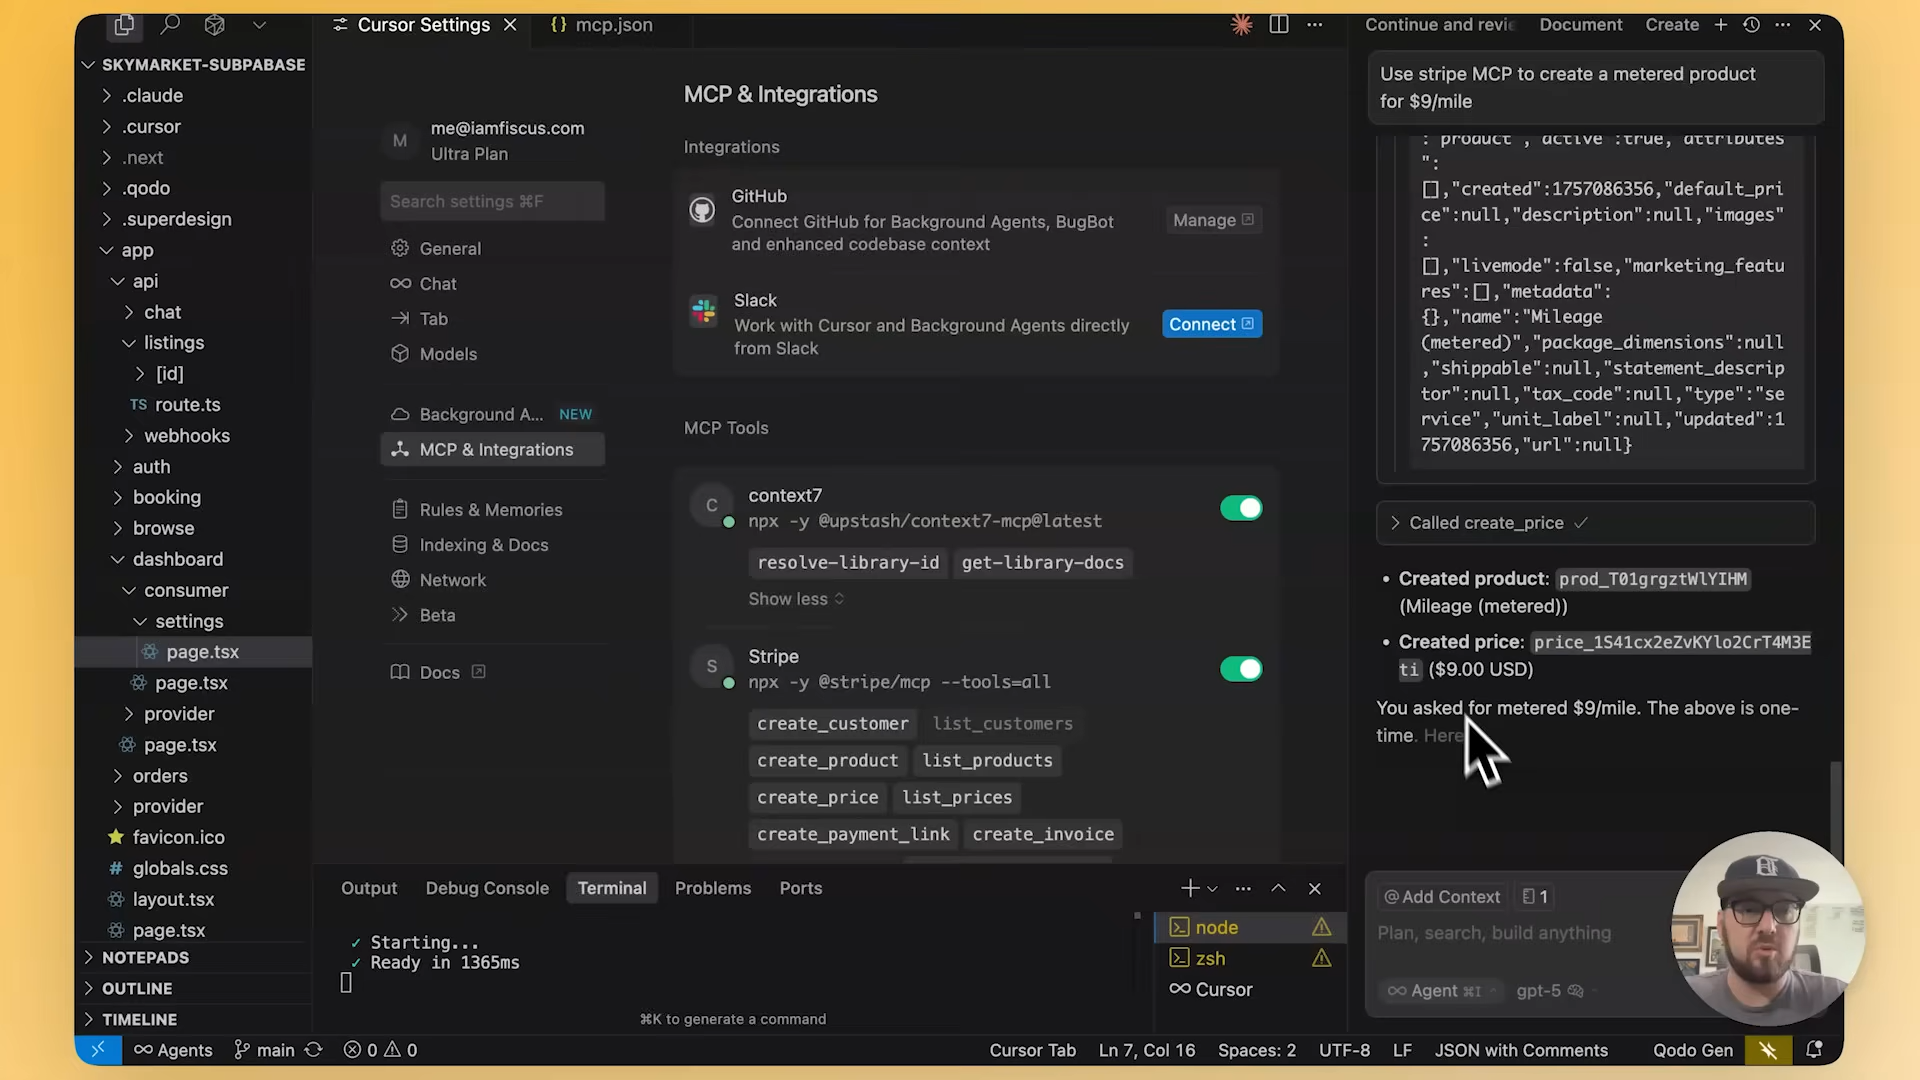 Cursor Settings
mcp.json
Continue and revie
Document
Create
SKYMARKET-SUBPABASE
.claude
.cursor
.next
.qodo
.superdesign
app
api
chat
listings
[id]
TS route.ts
webhooks
auth
booking
browse
dashboard
consumer
settings
page.tsx
page.tsx
provider
page.tsx
orders
provider
favicon.ico
# globals.css
layout.tsx
page.tsx
NOTEPADS
OUTLINE
TIMELINE
M
me@iamfiscus.com
Ultra Plan
Search settings ⌘F
General
Chat
Tab
Models
Background A... NEW
MCP & Integrations
Rules & Memories
Indexing & Docs
Network
Beta
Docs
MCP & Integrations
Integrations
GitHub
Connect GitHub for Background Agents, BugBot
and enhanced codebase context
Manage
Slack
Work with Cursor and Background Agents directly
from Slack
Connect
MCP Tools
C
context7
npx -y @upstash/context7-mcp@latest
resolve-library-id get-library-docs
Show less
S
Stripe
npx -y @stripe/mcp --tools=all
create_customer list_customers
create_product list_products
create_price list_prices
create_payment_link create_invoice
Output Debug Console Terminal Problems Ports
✓ Starting...
✓ Ready in 1365ms
⌘K to generate a command
node
zsh
Cursor
Use stripe MCP to create a metered product
for $9/mile
:"product","active":true,"attributes
":
[],"created":1757086356,"default_pri
ce":null,"description":null,"images"
:
[],"livemode":false,"marketing_featu
res":[],"metadata":
{},"name":"Mileage
(metered)","package_dimensions":null
,"shippable":null,"statement_descrip
tor":null,"tax_code":null,"type":"se
rvice","unit_label":null,"updated":1
757086356,"url":null}
Called create_price ✓
• Created product: prod_T01grgztWlYIHM
(Mileage (metered))
• Created price: price_1S41cx2eZvKYlo2CrT4M3E
ti ($9.00 USD)
You asked for metered $9/mile. The above is one-
time. Here
@ Add Context 1
Plan, search, build anything
Agent ⌘I gpt-5
Agents main 0 0
Cursor Tab Ln 7, Col 16 Spaces: 2 UTF-8 LF JSON with Comments Qodo Gen